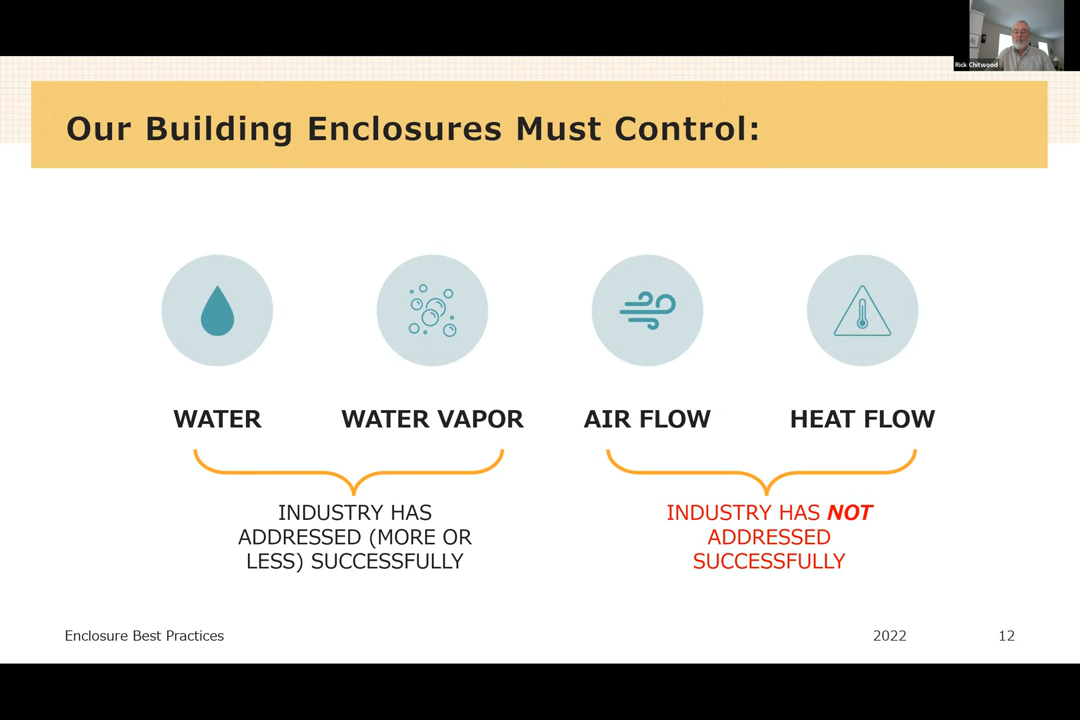 Rick Chitwood
Our Building Enclosures Must Control:
WATER
WATER VAPOR
AIR FLOW
HEAT FLOW
INDUSTRY HAS
ADDRESSED (MORE OR
LESS) SUCCESSFULLY
INDUSTRY HAS NOT
ADDRESSED
SUCCESSFULLY
Enclosure Best Practices
2022
12